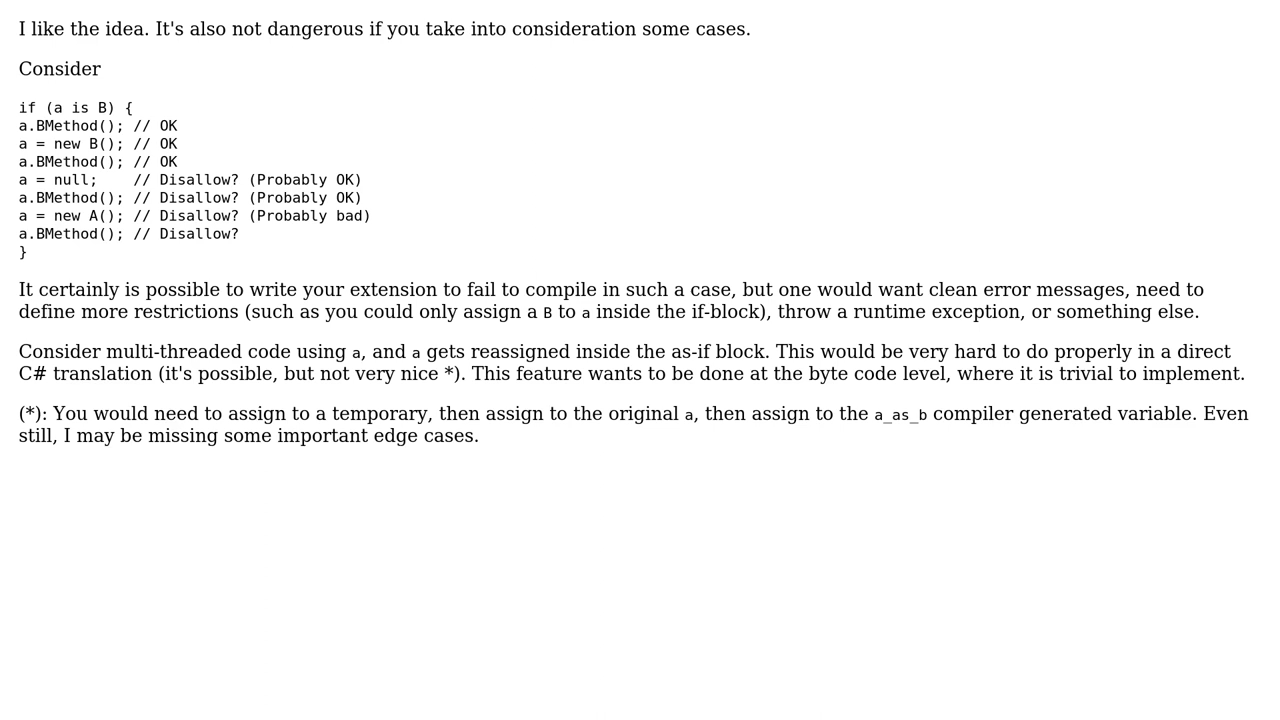 I like the idea. It's also not dangerous if you take into consideration some cases.
Consider
if (a is B) {
a.BMethod(); // OK
a = new B(); // OK
a.BMethod(); // OK
a = null;    // Disallow? (Probably OK)
a.BMethod(); // Disallow? (Probably OK)
a = new A(); // Disallow? (Probably bad)
a.BMethod(); // Disallow?
}
It certainly is possible to write your extension to fail to compile in such a case, but one would want clean error messages, need to
define more restrictions (such as you could only assign a B to a inside the if-block), throw a runtime exception, or something else.
Consider multi-threaded code using a, and a gets reassigned inside the as-if block. This would be very hard to do properly in a direct
C# translation (it's possible, but not very nice *). This feature wants to be done at the byte code level, where it is trivial to implement.
(*): You would need to assign to a temporary, then assign to the original a, then assign to the a_as_b compiler generated variable. Even
still, I may be missing some important edge cases.